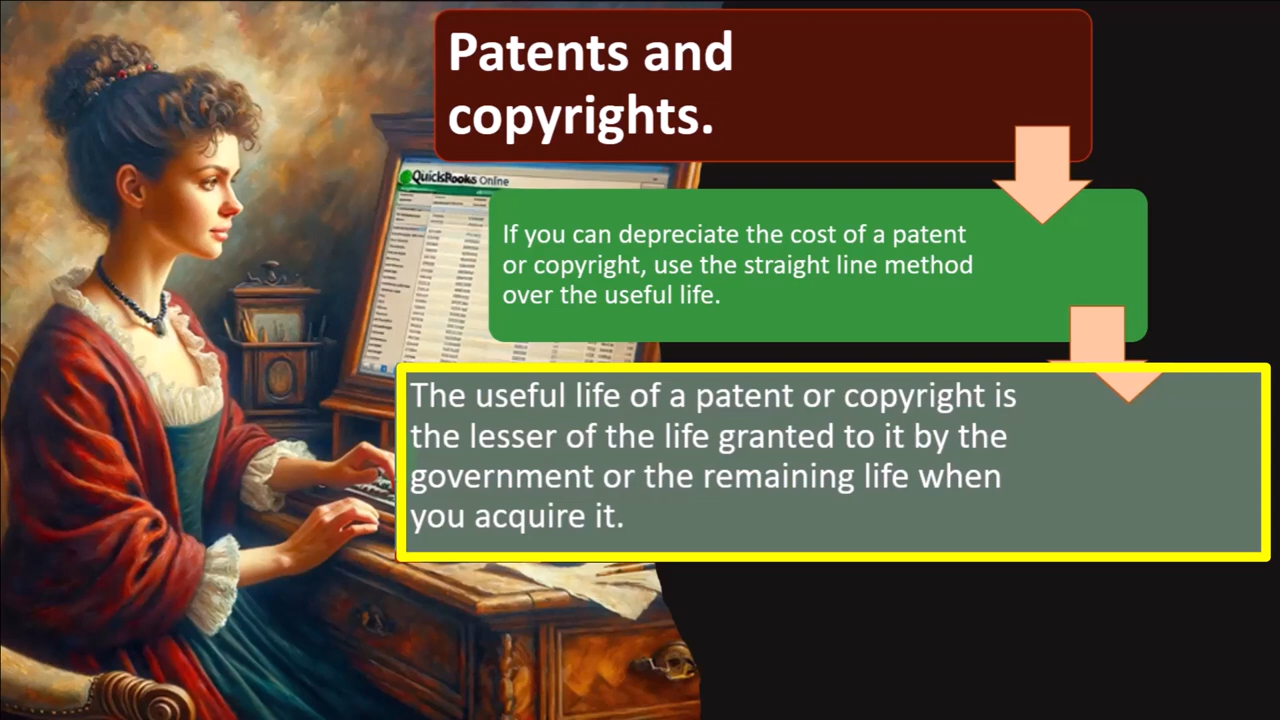 Patents and
copyrights.
QuickRooks Online
If you can depreciate the cost of a patent
or copyright, use the straight line method
over the useful life.
The useful life of a patent or copyright is
the lesser of the life granted to it by the
government or the remaining life when
you acquire it.